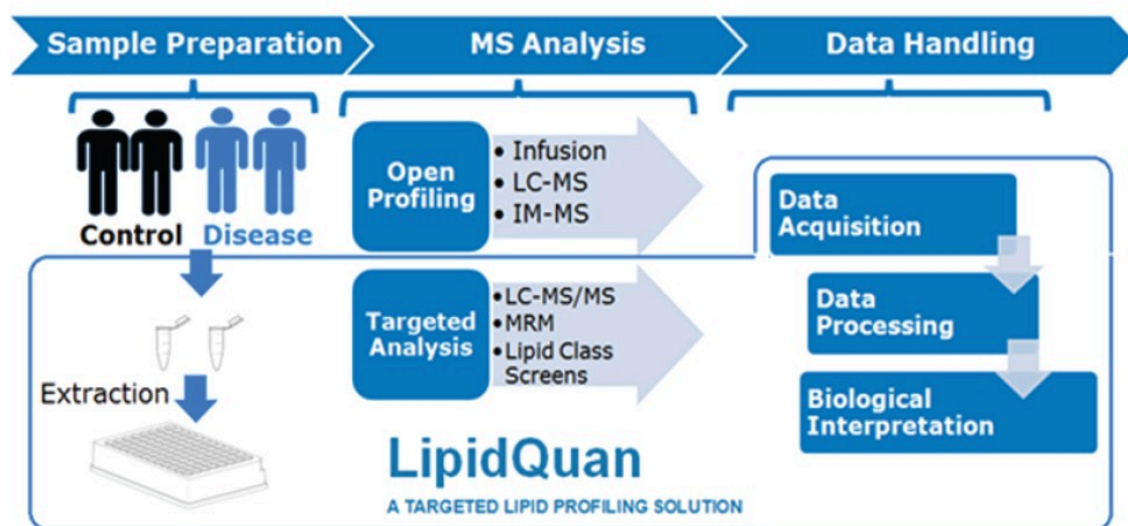 Sample Preparation
MS Analysis
Data Handling
Control Disease
Extraction
Open
Profiling
• Infusion
• LC-MS
• IM-MS
Targeted
Analysis
•LC-MS/MS
•MRM
•Lipid Class
Screens
LipidQuan
A TARGETED LIPID PROFILING SOLUTION
Data
Acquisition
Data
Processing
Biological
Interpretation